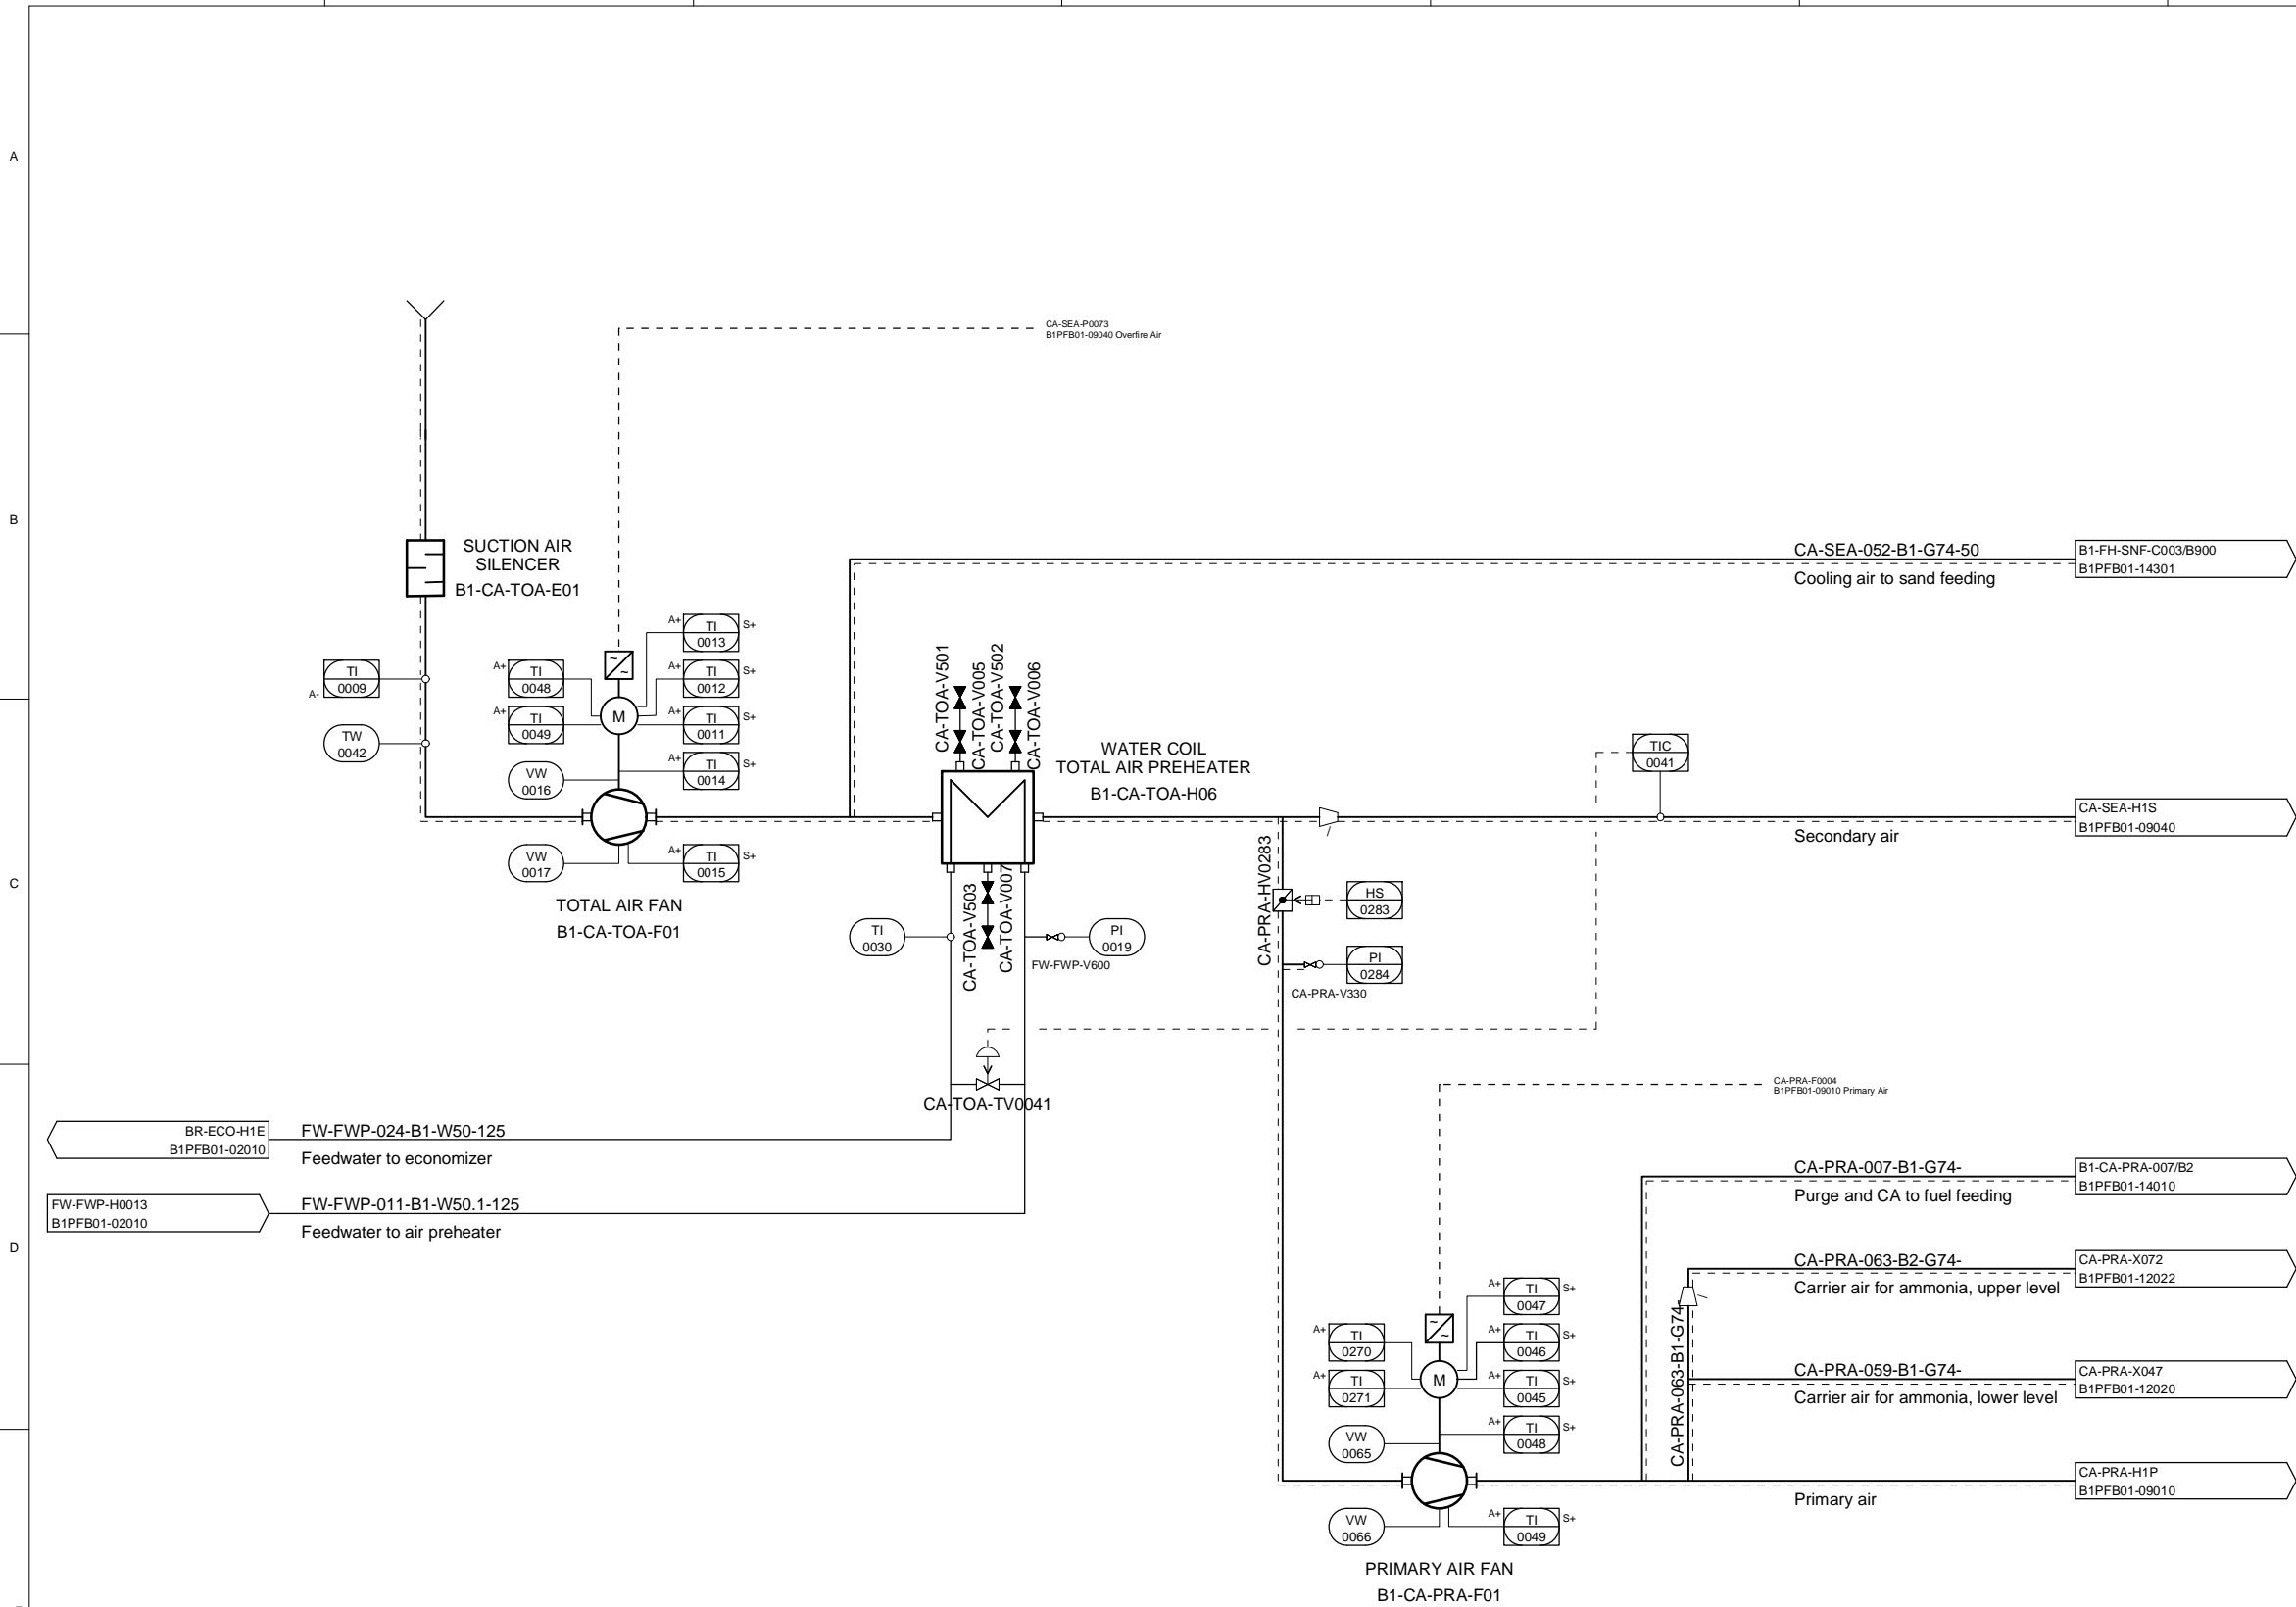 A
CA-SEA-P0073
B1PFB01-09040 Overfire Air
B
SUCTION AIR
SILENCER
B1-CA-TOA-E01
CA-SEA-052-B1-G74-50
Cooling air to sand feeding
B1-FH-SNF-C003/B900
B1PFB01-14301
A+ TI S+
0013
TI
0009
A-
A+ TI
0048
A+ TI S+
0012
M
A+ TI
0049
A+ TI S+
0011
TW
0042
VW
0016
A+ TI S+
0014
CA-TOA-V501
CA-TOA-V005
CA-TOA-V502
CA-TOA-V006
WATER COIL
TOTAL AIR PREHEATER
B1-CA-TOA-H06
TIC
0041
CA-SEA-H1S
B1PFB01-09040
Secondary air
VW
0017
A+ TI S+
0015
C
TOTAL AIR FAN
B1-CA-TOA-F01
TI
0030
CA-TOA-V503
CA-TOA-V007
PI
0019
FW-FWP-V600
CA-PRA-HV0283
HS
0283
PI
0284
CA-PRA-V330
CA-TOA-TV0041
CA-PRA-F0004
B1PFB01-09010 Primary Air
BR-ECO-H1E
B1PFB01-02010
FW-FWP-024-B1-W50-125
Feedwater to economizer
FW-FWP-H0013
B1PFB01-02010
FW-FWP-011-B1-W50.1-125
Feedwater to air preheater
D
CA-PRA-007-B1-G74-
Purge and CA to fuel feeding
B1-CA-PRA-007/B2
B1PFB01-14010
CA-PRA-063-B2-G74-
Carrier air for ammonia, upper level
CA-PRA-X072
B1PFB01-12022
CA-PRA-063-B1-G74-
CA-PRA-059-B1-G74-
Carrier air for ammonia, lower level
CA-PRA-X047
B1PFB01-12020
A+ TI S+
0047
A+ TI
0270
A+ TI S+
0046
M
A+ TI
0271
A+ TI S+
0045
VW
0065
A+ TI S+
0048
CA-PRA-H1P
B1PFB01-09010
Primary air
VW
0066
A+ TI S+
0049
PRIMARY AIR FAN
B1-CA-PRA-F01